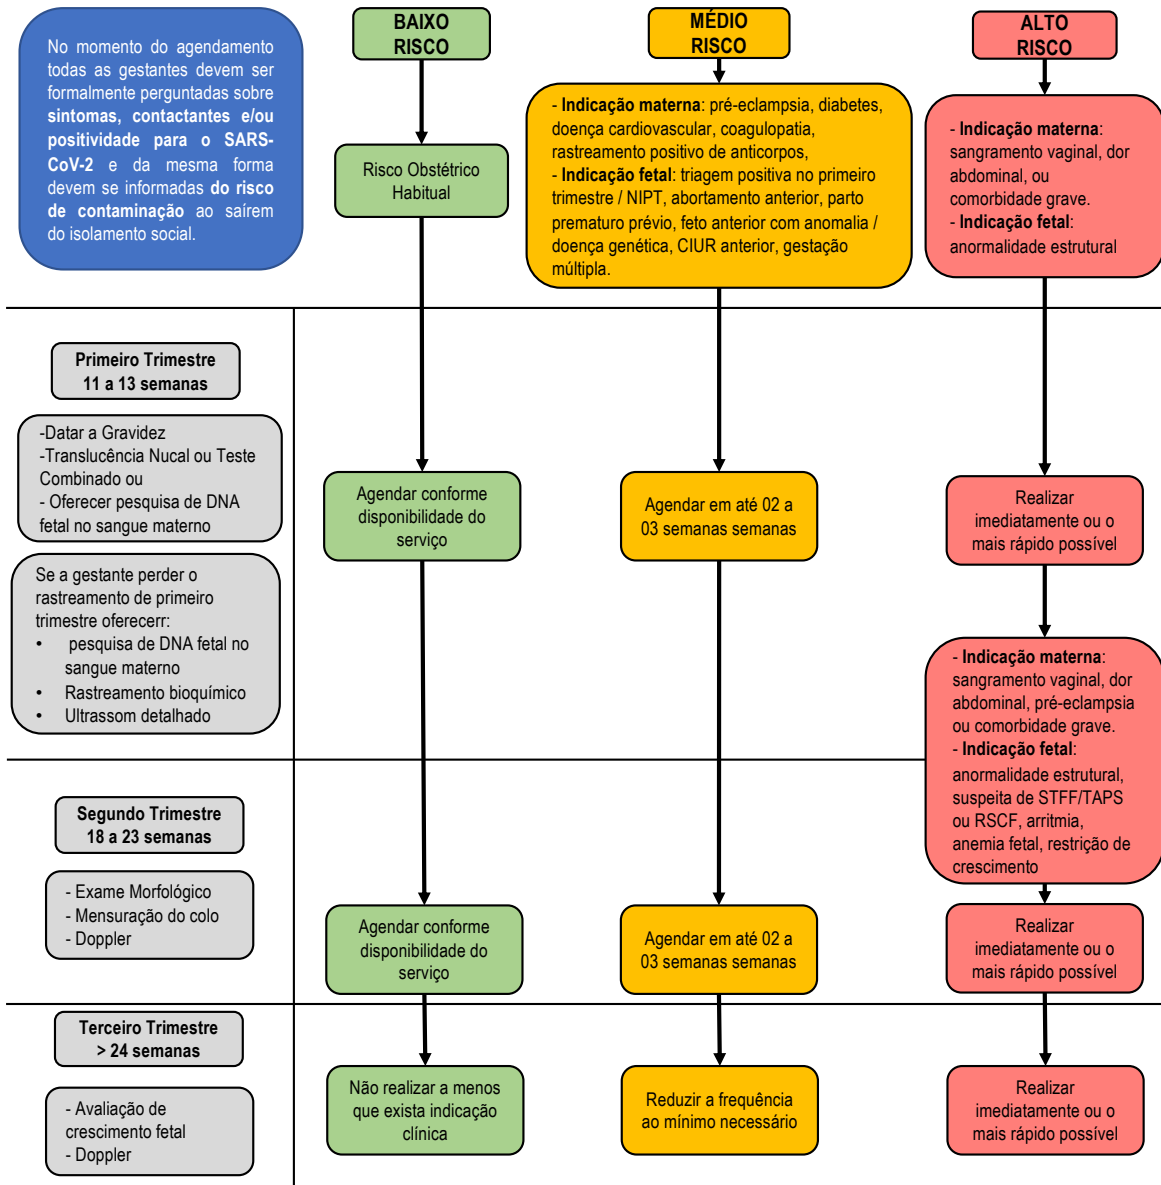 No momento do agendamento
todas as gestantes devem ser
formalmente perguntadas sobre
sintomas, contactantes e/ou
positividade para o SARS-
CoV-2 e da mesma forma
devem se informadas do risco
de contaminação ao saírem
do isolamento social.
BAIXO
RISCO
MÉDIO
RISCO
ALTO
RISCO
Risco Obstétrico
Habitual
- Indicação materna: pré-eclampsia, diabetes,
doença cardiovascular, coagulopatia,
rastreamento positivo de anticorpos,
- Indicação fetal: triagem positiva no primeiro
trimestre / NIPT, abortamento anterior, parto
prematuro prévio, feto anterior com anomalia /
doença genética, CIUR anterior, gestação
múltipla.
- Indicação materna:
sangramento vaginal, dor
abdominal, ou
comorbidade grave.
- Indicação fetal:
anormalidade estrutural
Primeiro Trimestre
11 a 13 semanas
-Datar a Gravidez
-Translucência Nucal ou Teste
Combinado ou
- Oferecer pesquisa de DNA
fetal no sangue materno
Se a gestante perder o
rastreamento de primeiro
trimestre oferecerr:
• pesquisa de DNA fetal no
sangue materno
• Rastreamento bioquímico
• Ultrassom detalhado
Agendar conforme
disponibilidade do
serviço
Agendar em até 02 a
03 semanas semanas
Realizar
imediatamente ou o
mais rápido possível
- Indicação materna:
sangramento vaginal, dor
abdominal, pré-eclampsia
ou comorbidade grave.
- Indicação fetal:
anormalidade estrutural,
suspeita de STFF/TAPS
ou RSCF, arritmia,
anemia fetal, restrição de
crescimento
Segundo Trimestre
18 a 23 semanas
- Exame Morfológico
- Mensuração do colo
- Doppler
Agendar conforme
disponibilidade do
serviço
Agendar em até 02 a
03 semanas semanas
Realizar
imediatamente ou o
mais rápido possível
Terceiro Trimestre
> 24 semanas
- Avaliação de
crescimento fetal
- Doppler
Não realizar a menos
que exista indicação
clínica
Reduzir a frequência
ao mínimo necessário
Realizar
imediatamente ou o
mais rápido possível